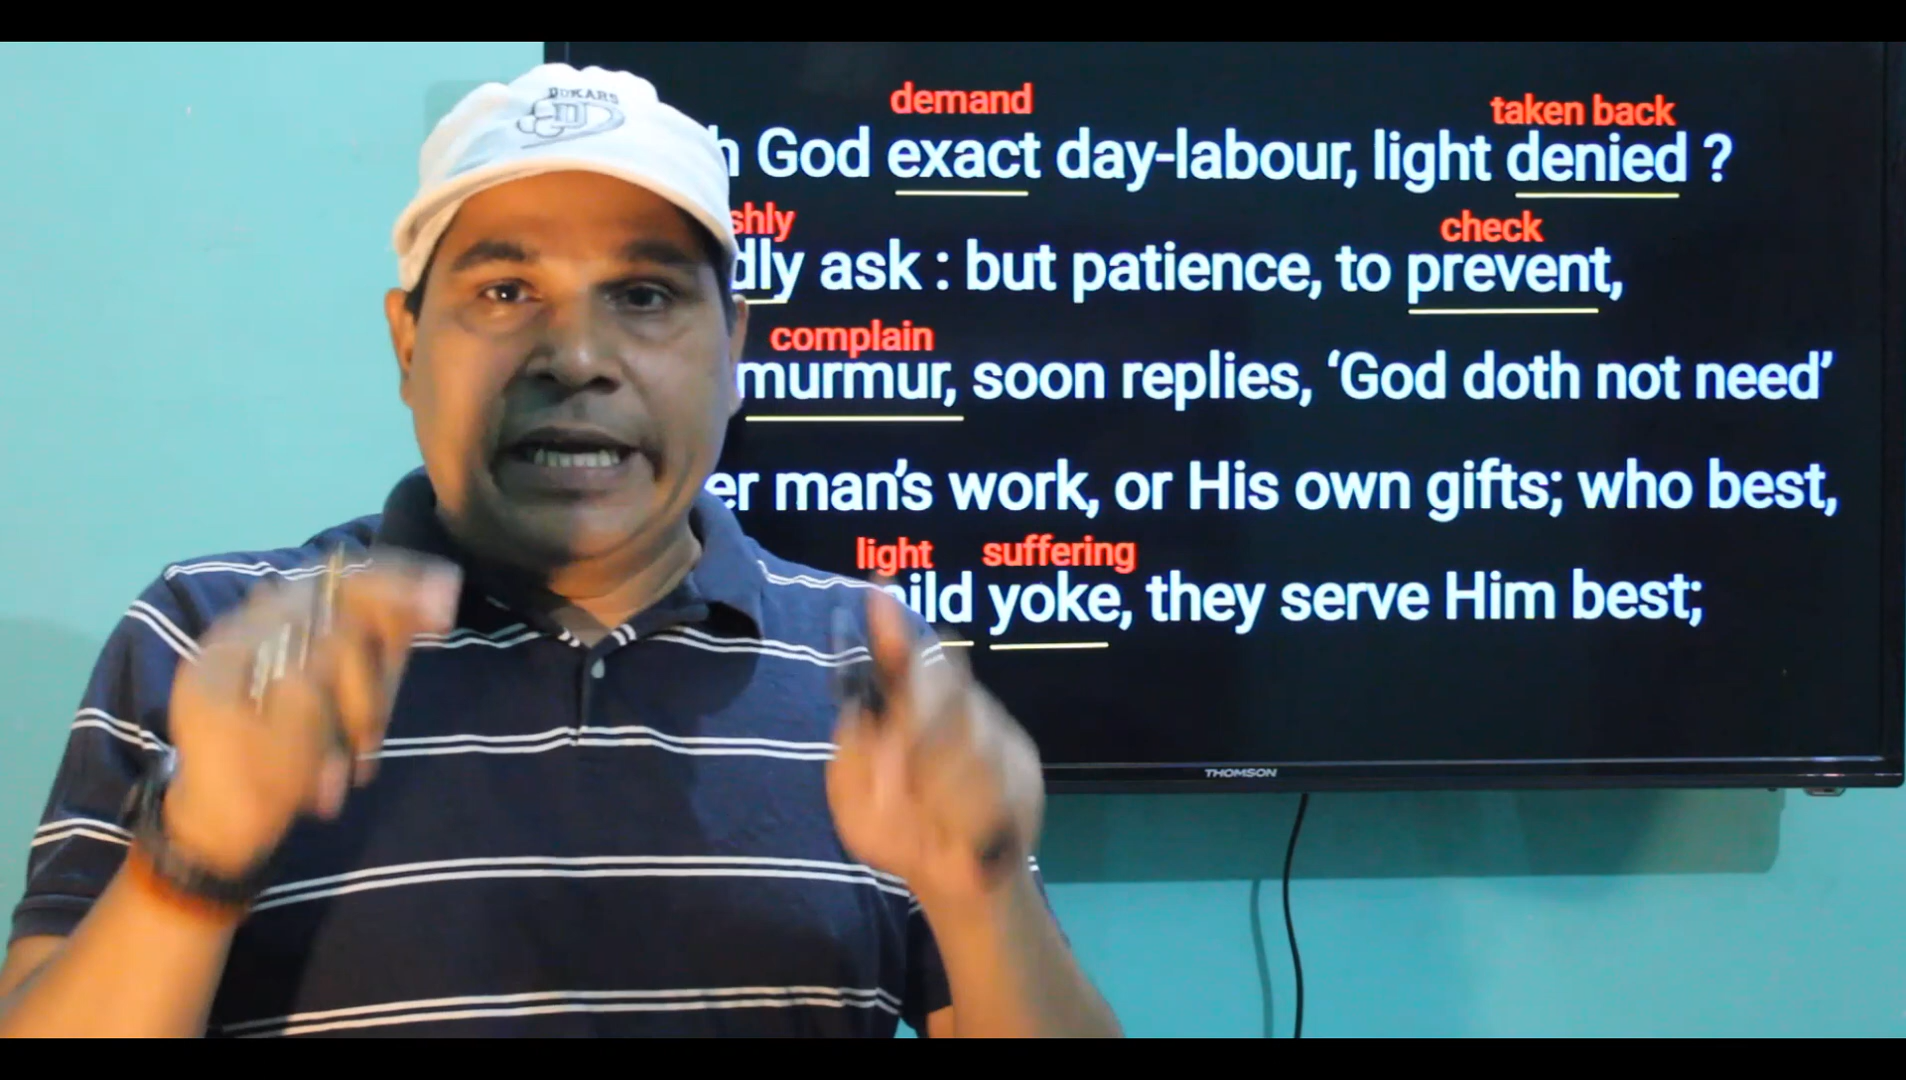 DUKARS
D
demand
taken back
God exact day-labour, light denied ?
check
ask : but patience, to prevent,
complain
murmur, soon replies, ‘God doth not need’
man's work, or His own gifts; who best,
light suffering
yoke, they serve Him best;
THOMSON